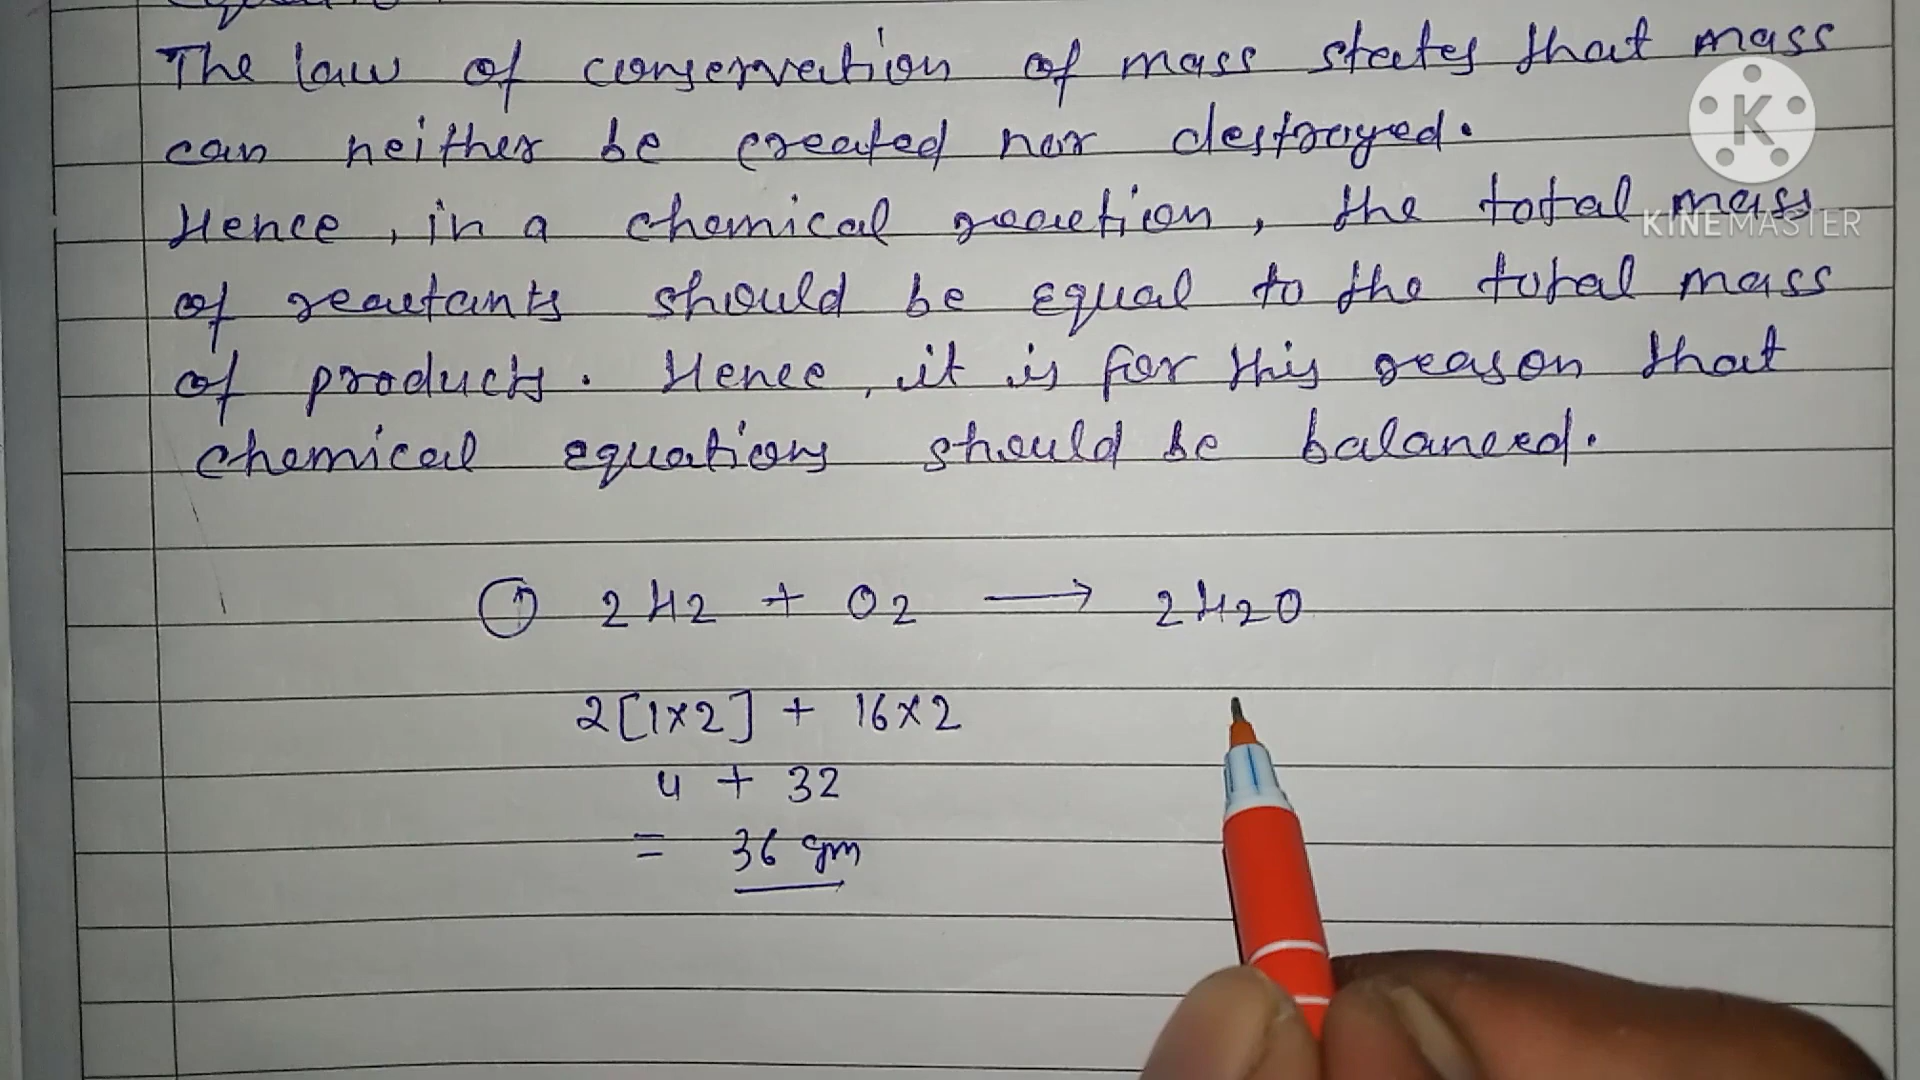 The law of conservation of mass states that mass
can neither be created nor destroyed.
Hence, in a chemical reaction, the total mass
of reactants should be equal to the total mass
of products. Hence, it is for this reason that
chemical equations should be balanced.
① 2H2 + O2 ⟶ 2H2O
2[1×2] + 16×2
4 + 32
= 36 gm
K
KINEMASTER